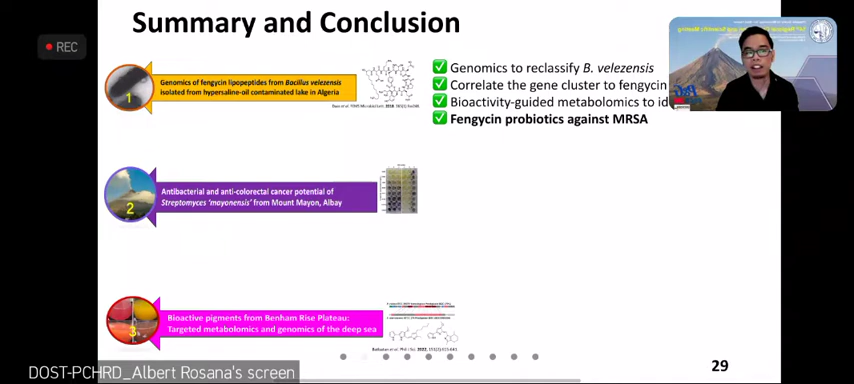 Summary and Conclusion
REC
1
Genomics of fengycin lipopeptides from Bacillus velezensis
isolated from hypersaline-oil contaminated lake in Algeria
✅ Genomics to reclassify B. velezensis
✅ Correlate the gene cluster to fengycin
✅ Bioactivity-guided metabolomics to id
✅ Fengycin probiotics against MRSA
2
Antibacterial and anti-colorectal cancer potential of
Streptomyces 'mayonensis' from Mount Mayon, Albay
3
Bioactive pigments from Benham Rise Plateau:
Targeted metabolomics and genomics of the deep sea
29
DOST-PCHRD_Albert Rosana's screen